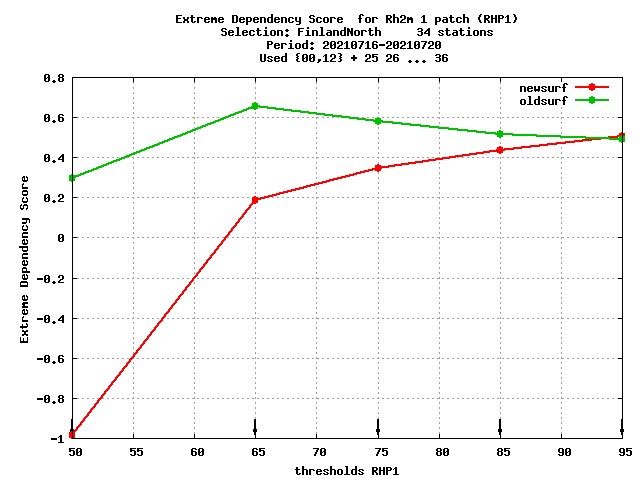 Extreme Dependency Score  for Rh2m 1 patch (RHP1)
Selection: FinlandNorth     34 stations
Period: 20210716-20210720
Used {00,12} + 25 26 ... 36
newsurf
oldsurf
0.8
0.6
0.4
0.2
0
-0.2
-0.4
-0.6
-0.8
-1
Extreme Dependency Score
50 55 60 65 70 75 80 85 90 95
thresholds RHP1